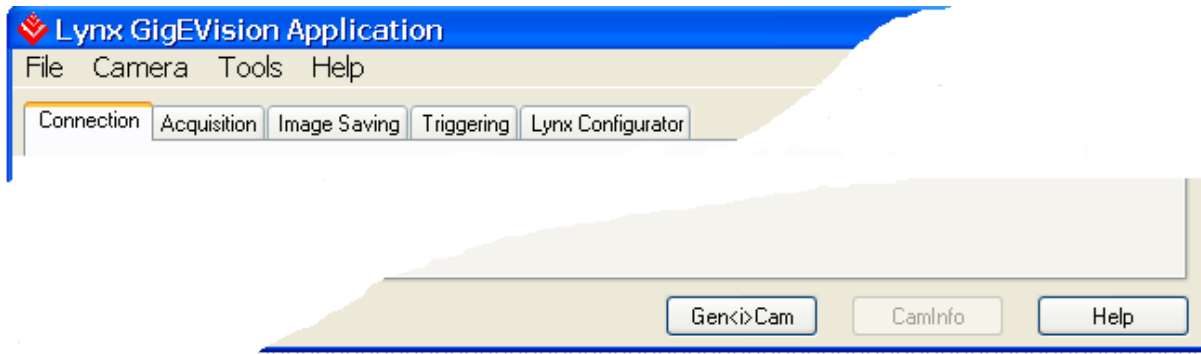 Lynx GigEVision Application
File Camera Tools Help
Connection Acquisition Image Saving Triggering Lynx Configurator
Gen<i>Cam CamInfo Help